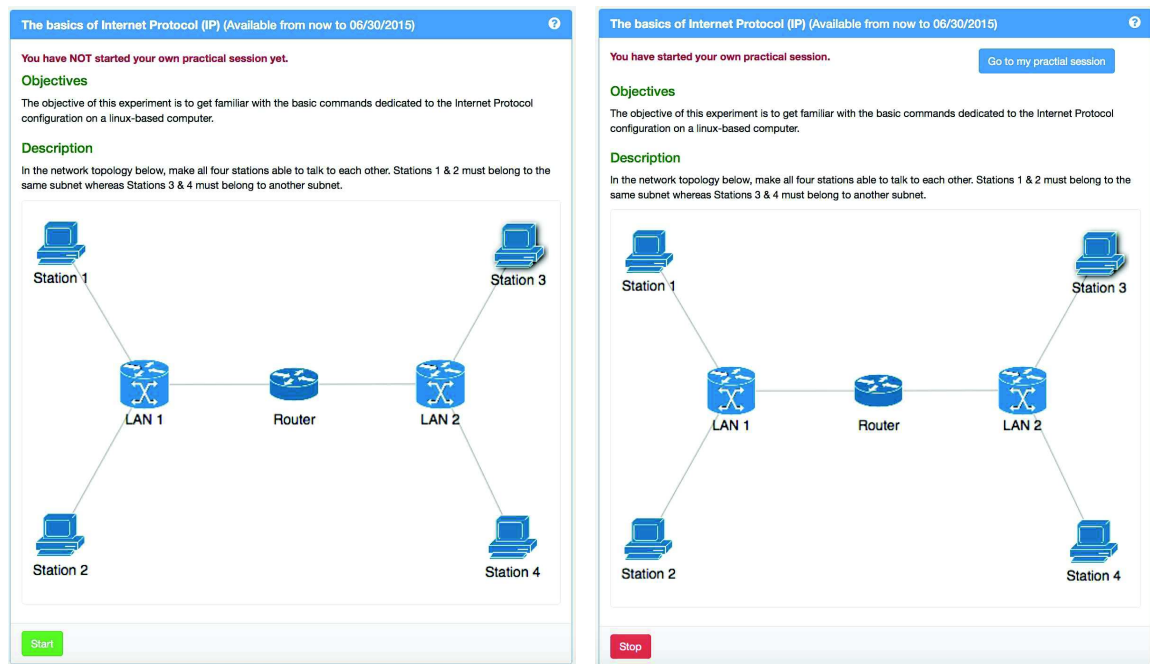 The basics of Internet Protocol (IP) (Available from now to 06/30/2015)
?
You have NOT started your own practical session yet.
Objectives
The objective of this experiment is to get familiar with the basic commands dedicated to the Internet Protocol
configuration on a linux-based computer.
Description
In the network topology below, make all four stations able to talk to each other. Stations 1 & 2 must belong to the
same subnet whereas Stations 3 & 4 must belong to another subnet.
Station 1
Station 3
LAN 1
Router
LAN 2
Station 2
Station 4
Start
The basics of Internet Protocol (IP) (Available from now to 06/30/2015)
?
You have started your own practical session.
Go to my practial session
Objectives
The objective of this experiment is to get familiar with the basic commands dedicated to the Internet Protocol
configuration on a linux-based computer.
Description
In the network topology below, make all four stations able to talk to each other. Stations 1 & 2 must belong to the
same subnet whereas Stations 3 & 4 must belong to another subnet.
Station 1
Station 3
LAN 1
Router
LAN 2
Station 2
Station 4
Stop